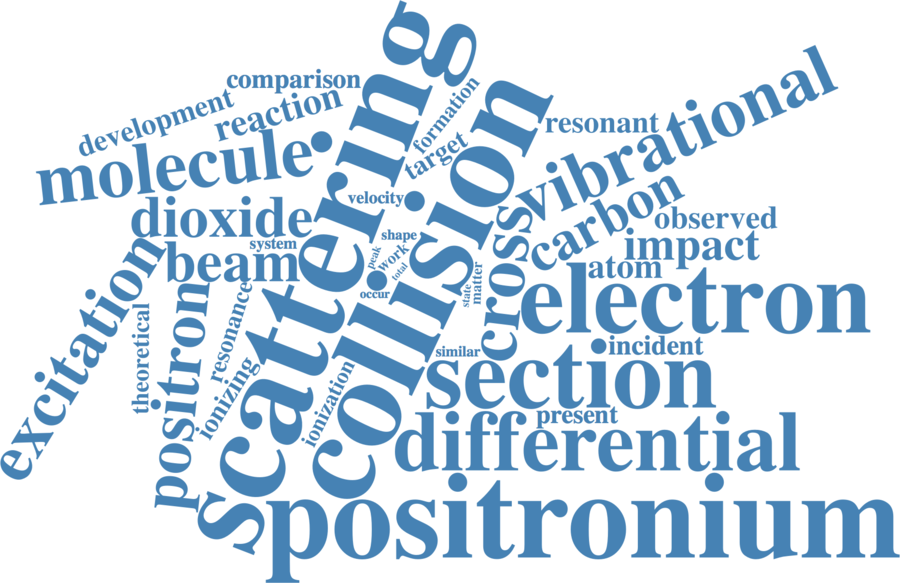 scattering
collision
comparison
development
reaction
formation
target
resonant
vibrational
molecule
velocity
dioxide
carbon
observed
shape
system
peak
work
total
beam
impact
atom
occur
state
matter
cross
electron
excitation
theoretical
positron
resonance
ionizing
ionization
similar
incident
section
present
differential
positronium